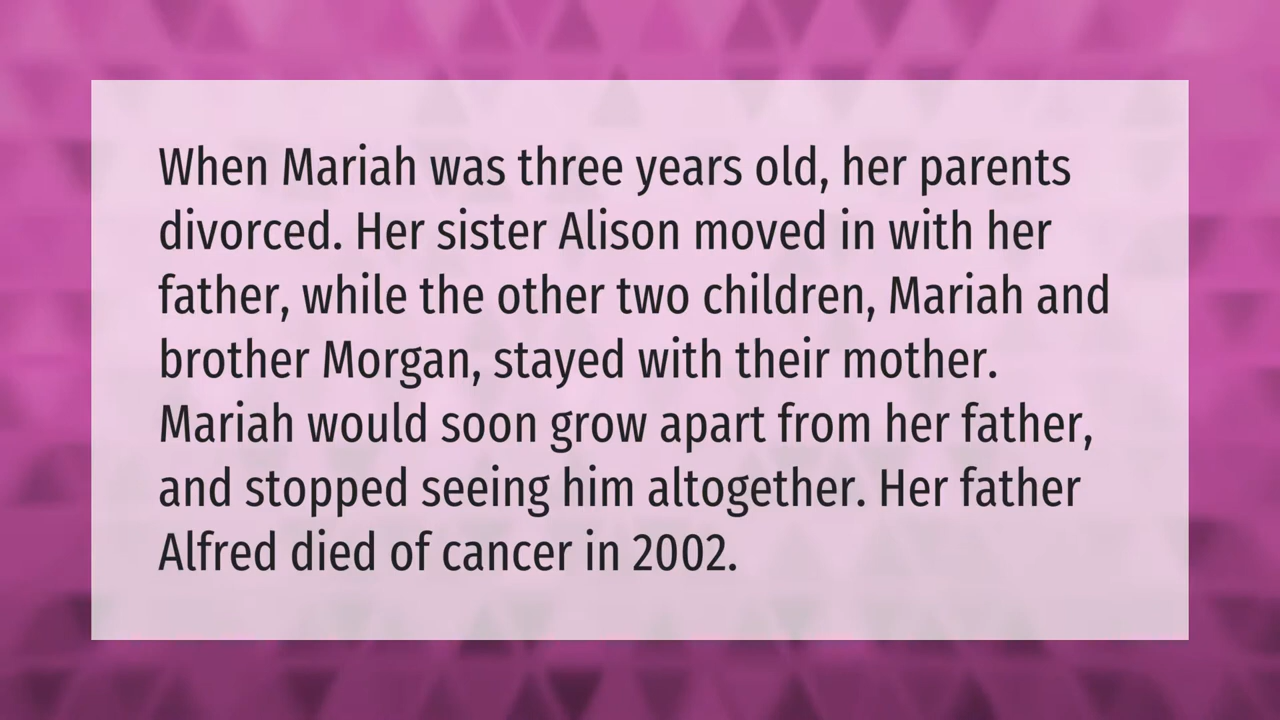 When Mariah was three years old, her parents
divorced. Her sister Alison moved in with her
father, while the other two children, Mariah and
brother Morgan, stayed with their mother.
Mariah would soon grow apart from her father,
and stopped seeing him altogether. Her father
Alfred died of cancer in 2002.